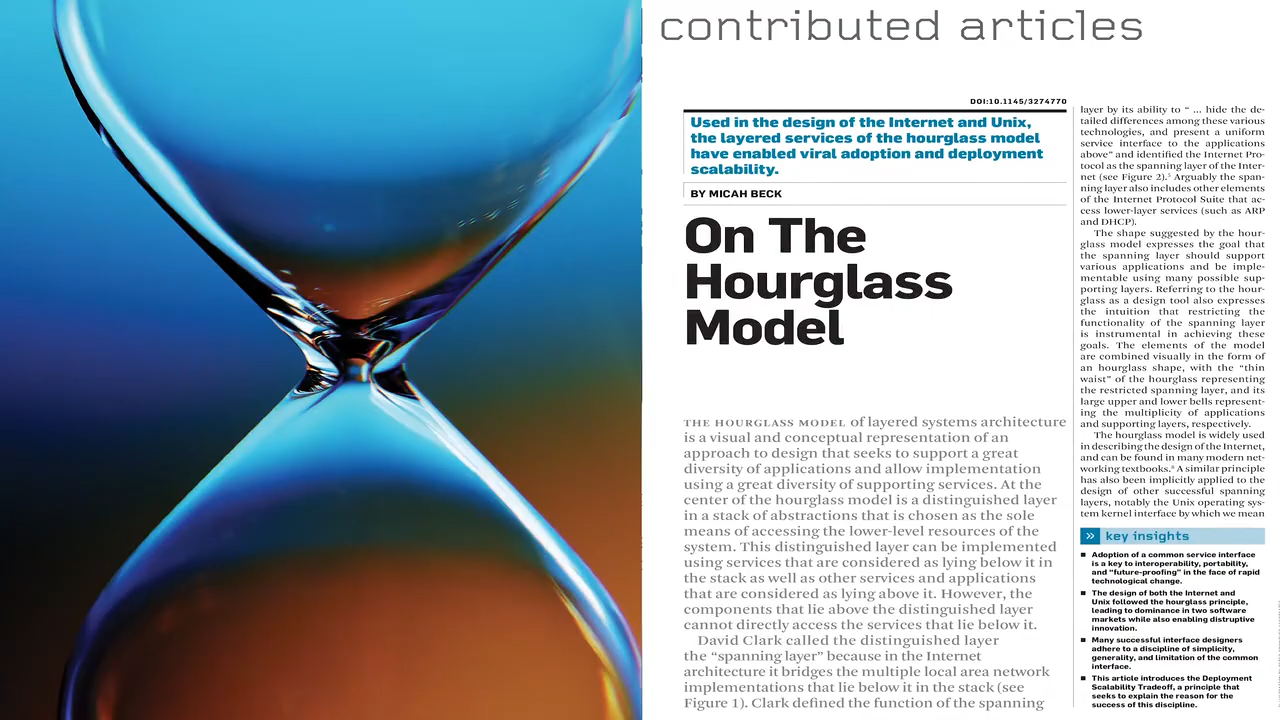 contributed articles
DOI:10.1145/3274770
Used in the design of the Internet and Unix,
the layered services of the hourglass model
have enabled viral adoption and deployment
scalability.
BY MICAH BECK
On The
Hourglass
Model
THE HOURGLASS MODEL of layered systems architecture
is a visual and conceptual representation of an
approach to design that seeks to support a great
diversity of applications and allow implementation
using a great diversity of supporting services. At the
center of the hourglass model is a distinguished layer
in a stack of abstractions that is chosen as the sole
means of accessing the lower-level resources of the
system. This distinguished layer can be implemented
using services that are considered as lying below it in
the stack as well as other services and applications
that are considered as lying above it. However, the
components that lie above the distinguished layer
cannot directly access the services that lie below it.
David Clark called the distinguished layer
the “spanning layer” because in the Internet
architecture it bridges the multiple local area network
implementations that lie below it in the stack (see
Figure 1). Clark defined the function of the spanning
layer by its ability to “ ... hide the de-
tailed differences among these various
technologies, and present a uniform
service interface to the applications
above” and identified the Internet Pro-
tocol as the spanning layer of the Inter-
net (see Figure 2).⁵ Arguably the span-
ning layer also includes other elements
of the Internet Protocol Suite that ac-
cess lower-layer services (such as ARP
and DHCP).
The shape suggested by the hour-
glass model expresses the goal that
the spanning layer should support
various applications and be imple-
mentable using many possible sup-
porting layers. Referring to the hour-
glass as a design tool also expresses
the intuition that restricting the
functionality of the spanning layer
is instrumental in achieving these
goals. The elements of the model
are combined visually in the form of
an hourglass shape, with the “thin
waist” of the hourglass representing
the restricted spanning layer, and its
large upper and lower bells represent-
ing the multiplicity of applications
and supporting layers, respectively.
The hourglass model is widely used
in describing the design of the Internet,
and can be found in many modern net-
working textbooks.⁸ A similar principle
has also been implicitly applied to the
design of other successful spanning
layers, notably the Unix operating sys-
tem kernel interface by which we mean
» key insights
■ Adoption of a common service interface
is a key to interoperability, portability,
and “future-proofing” in the face of rapid
technological change.
■ The design of both the Internet and
Unix followed the hourglass principle,
leading to dominance in two software
markets while also enabling disruptive
innovation.
■ Many successful interface designers
adhere to a discipline of simplicity,
generality, and limitation of the common
interface.
■ This article introduces the Deployment
Scalability Tradeoff, a principle that
seeks to explain the reason for the
success of this discipline.